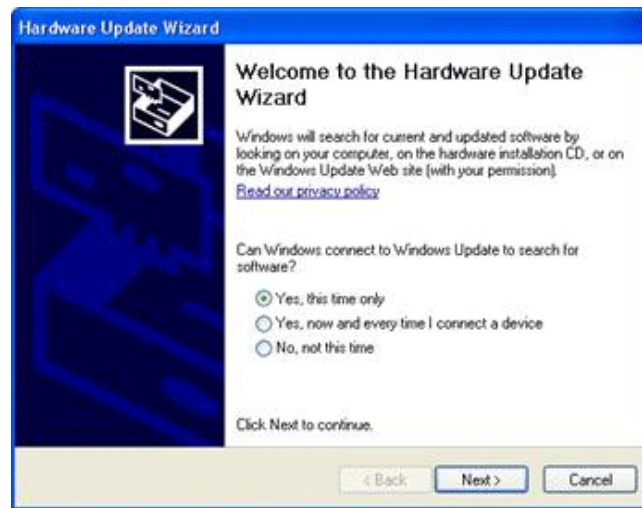 Hardware Update Wizard
Welcome to the Hardware Update
Wizard
Windows will search for current and updated software by
looking on your computer, on the hardware installation CD, or on
the Windows Update Web site (with your permission).
Read our privacy policy
Can Windows connect to Windows Update to search for
software?
Yes, this time only
Yes, now and every time I connect a device
No, not this time
Click Next to continue.
< Back
Next >
Cancel